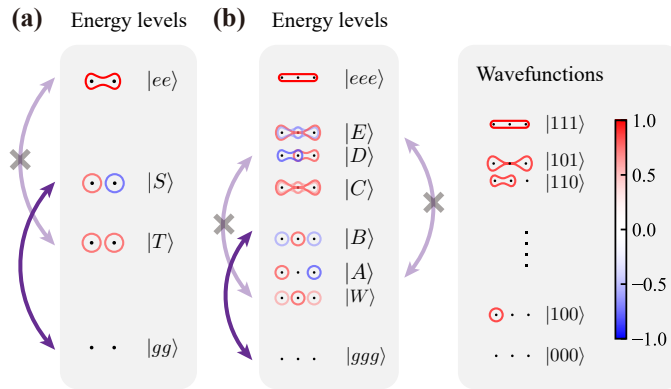 (a) Energy levels
|ee⟩
|S⟩
|T⟩
|gg⟩
(b) Energy levels
|eee⟩
|E⟩
|D⟩
|C⟩
|B⟩
|A⟩
|W⟩
|ggg⟩
Wavefunctions
|111⟩
|101⟩
|110⟩
|100⟩
|000⟩
1.0
0.5
0.0
−0.5
−1.0